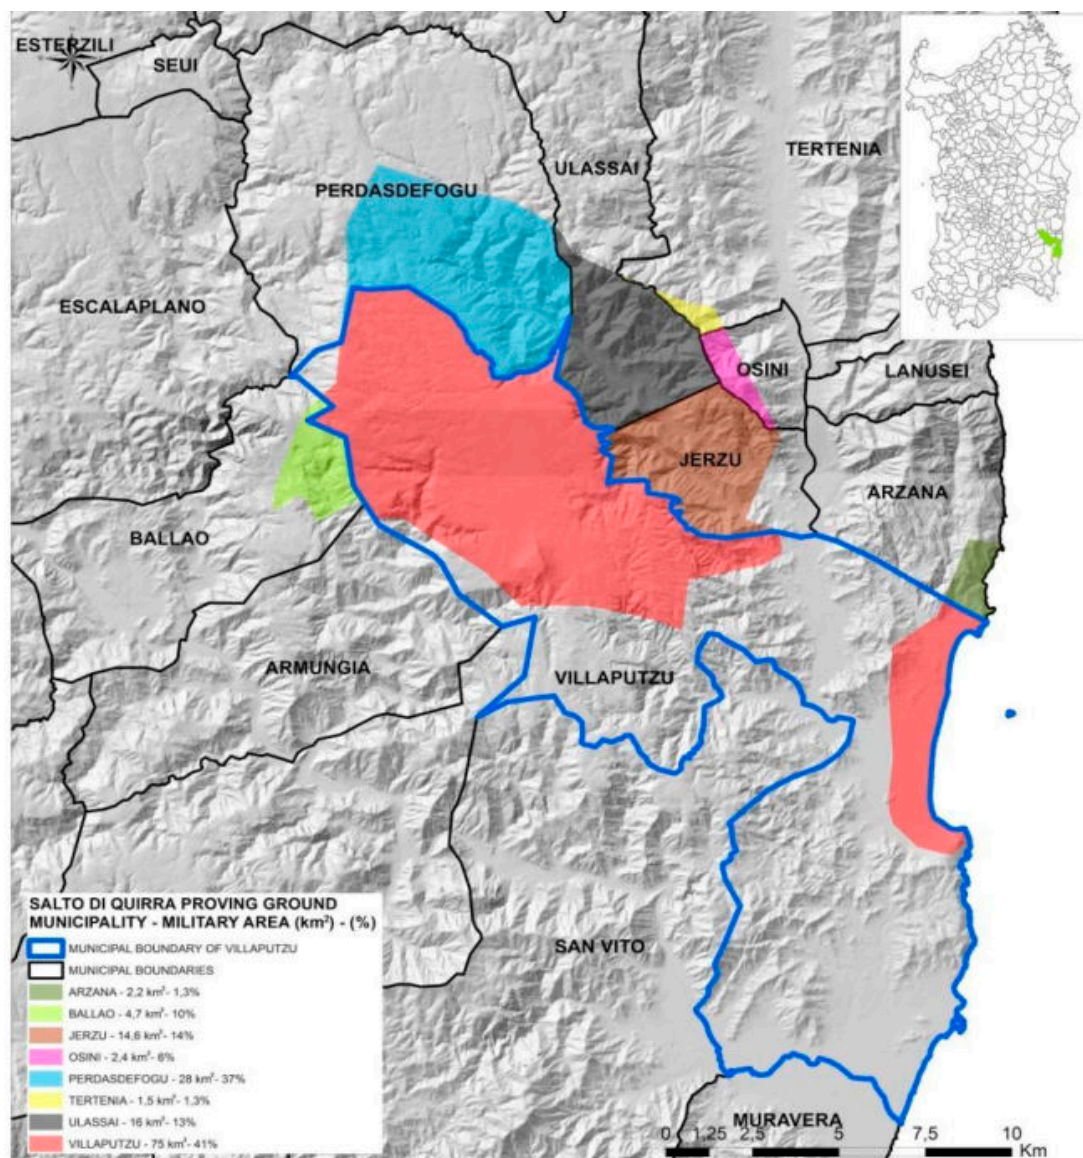 ESTERZILI
SEUI
ULASSAI
TERTENIA
PERDASDEFOGU
ESCALAPLANO
OSINI
LANUSEI
JERZU
ARZANA
BALLAO
ARMUNGIA
VILLAPUTZU
SAN VITO
MURAVERA
SALTO DI QUIRRA PROVING GROUND
MUNICIPALITY - MILITARY AREA (km²) - (%)
MUNICIPAL BOUNDARY OF VILLAPUTZU
MUNICIPAL BOUNDARIES
ARZANA - 2,2 km²- 1,3%
BALLAO - 4,7 km²- 10%
JERZU - 14,6 km²- 14%
OSINI - 2,4 km²- 6%
PERDASDEFOGU - 28 km²- 37%
TERTENIA - 1,5 km²- 1,3%
ULASSAI - 16 km²- 13%
VILLAPUTZU - 75 km²- 41%
0 1,25 2,5 5 7,5 10
Km